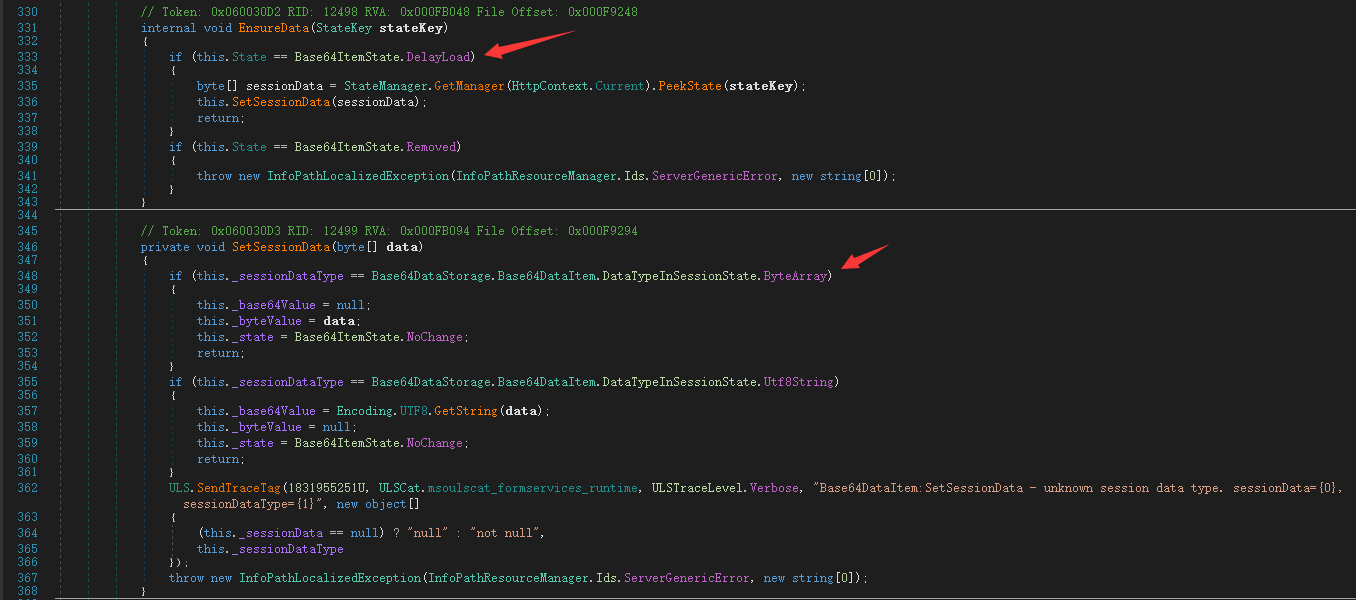 330 // Token: 0x060030D2 RID: 12498 RVA: 0x000FB048 File Offset: 0x000F9248
331 internal void EnsureData(StateKey stateKey)
332 {
333 if (this.State == Base64ItemState.DelayLoad)
334 {
335 byte[] sessionData = StateManager.GetManager(HttpContext.Current).PeekState(stateKey);
336 this.SetSessionData(sessionData);
337 return;
338 }
339 if (this.State == Base64ItemState.Removed)
340 {
341 throw new InfoPathLocalizedException(InfoPathResourceManager.Ids.ServerGenericError, new string[0]);
342 }
343 }
344
345 // Token: 0x060030D3 RID: 12499 RVA: 0x000FB094 File Offset: 0x000F9294
346 private void SetSessionData(byte[] data)
347 {
348 if (this._sessionDataType == Base64DataStorage.Base64DataItem.DataTypeInSessionState.ByteArray)
349 {
350 this._base64Value = null;
351 this._byteValue = data;
352 this._state = Base64ItemState.NoChange;
353 return;
354 }
355 if (this._sessionDataType == Base64DataStorage.Base64DataItem.DataTypeInSessionState.Utf8String)
356 {
357 this._base64Value = Encoding.UTF8.GetString(data);
358 this._byteValue = null;
359 this._state = Base64ItemState.NoChange;
360 return;
361 }
362 ULS.SendTraceTag(1831955251U, ULSCat.msoulscat_formservices_runtime, ULSTraceLevel.Verbose, "Base64DataItem:SetSessionData - unknown session data type. sessionData={0},
sessionDataType={1}", new object[]
363 {
364 (this._sessionData == null) ? "null" : "not null",
365 this._sessionDataType
366 });
367 throw new InfoPathLocalizedException(InfoPathResourceManager.Ids.ServerGenericError, new string[0]);
368 }